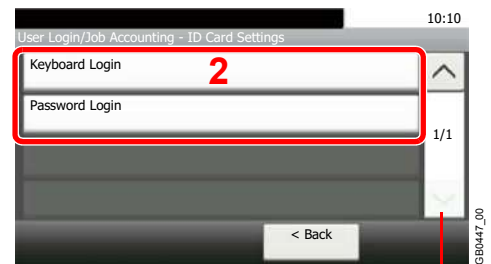 10:10
User Login/Job Accounting - ID Card Settings
Keyboard Login
2
Password Login
1/1
< Back
GB0447_00